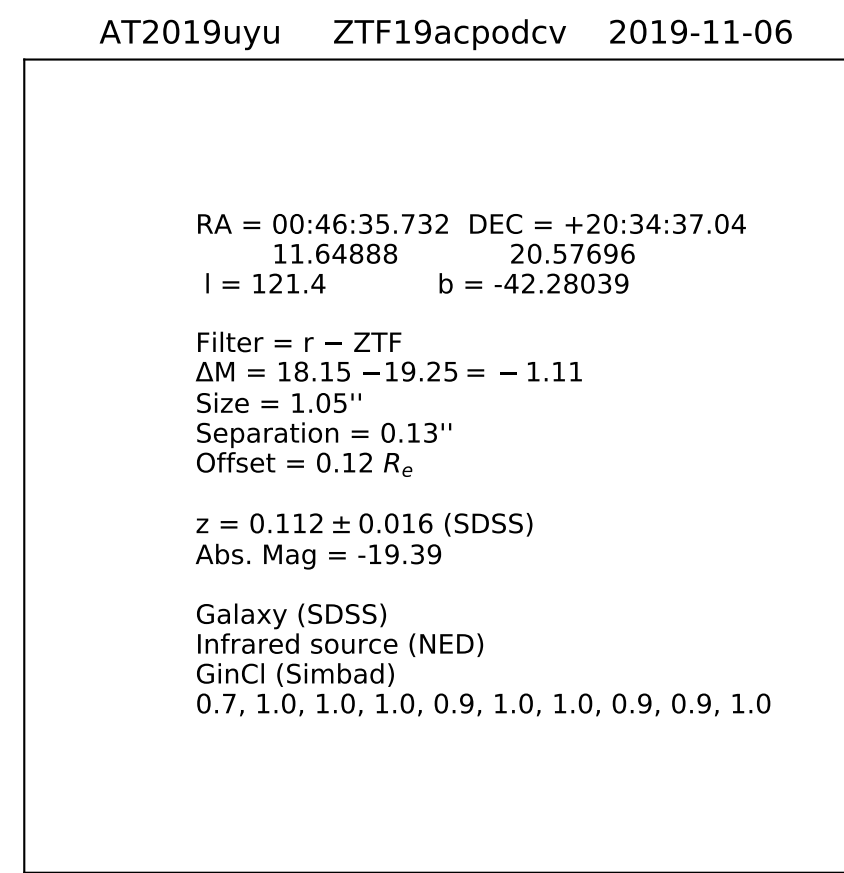 AT2019uyu ZTF19acpodcv 2019-11-06
RA = 00:46:35.732 DEC = +20:34:37.04
11.64888 20.57696
l = 121.4 b = -42.28039
Filter = r − ZTF
ΔM = 18.15 −19.25 = − 1.11
Size = 1.05''
Separation = 0.13''
Offset = 0.12 Re
z = 0.112 ± 0.016 (SDSS)
Abs. Mag = -19.39
Galaxy (SDSS)
Infrared source (NED)
GinCl (Simbad)
0.7, 1.0, 1.0, 1.0, 0.9, 1.0, 1.0, 0.9, 0.9, 1.0